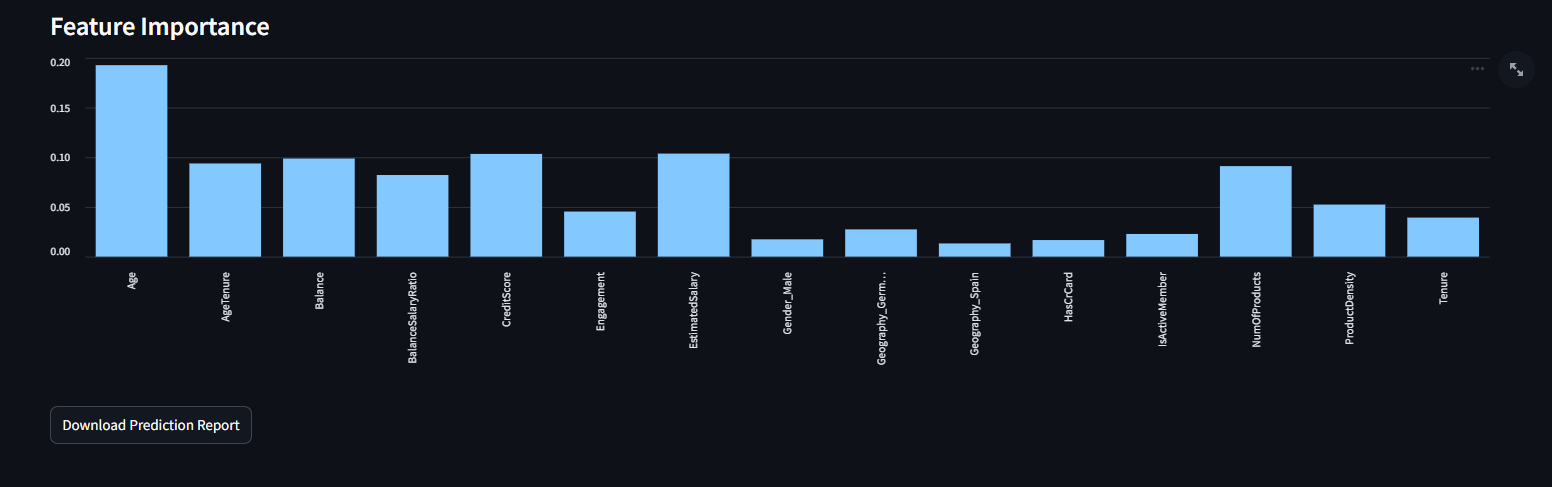 Feature Importance
0.20
0.15
0.10
0.05
0.00
Age
AgeTenure
Balance
BalanceSalaryRatio
CreditScore
Engagement
EstimatedSalary
Gender_Male
Geography_Germ…
Geography_Spain
HasCrCard
IsActiveMember
NumOfProducts
ProductDensity
Tenure
Download Prediction Report